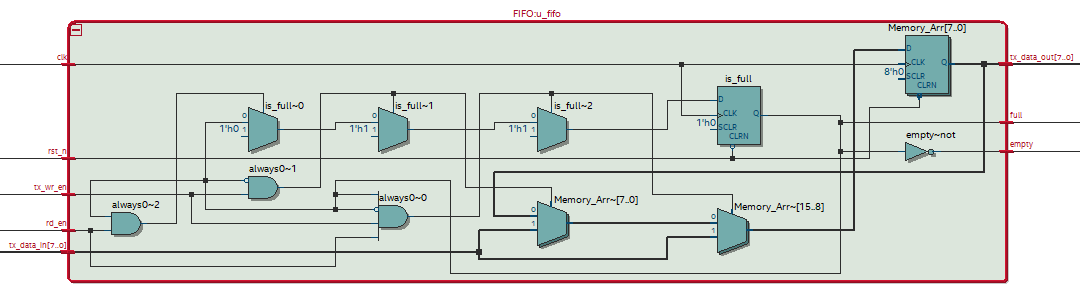 FIFO:u_fifo
Memory_Arr[7..0]
clk
D
CLK
Q
8'h0
SCLR
CLRN
tx_data_out[7..0]
is_full
D
CLK
Q
1'h0
SCLR
CLRN
is_full~0
0
1'h0
1
is_full~1
0
1'h1
1
is_full~2
0
1'h1
1
full
empty~not
empty
rst_n
always0~1
tx_wr_en
always0~2
always0~0
rd_en
Memory_Arr~[7..0]
0
1
Memory_Arr~[15..8]
0
1
tx_data_in[7..0]